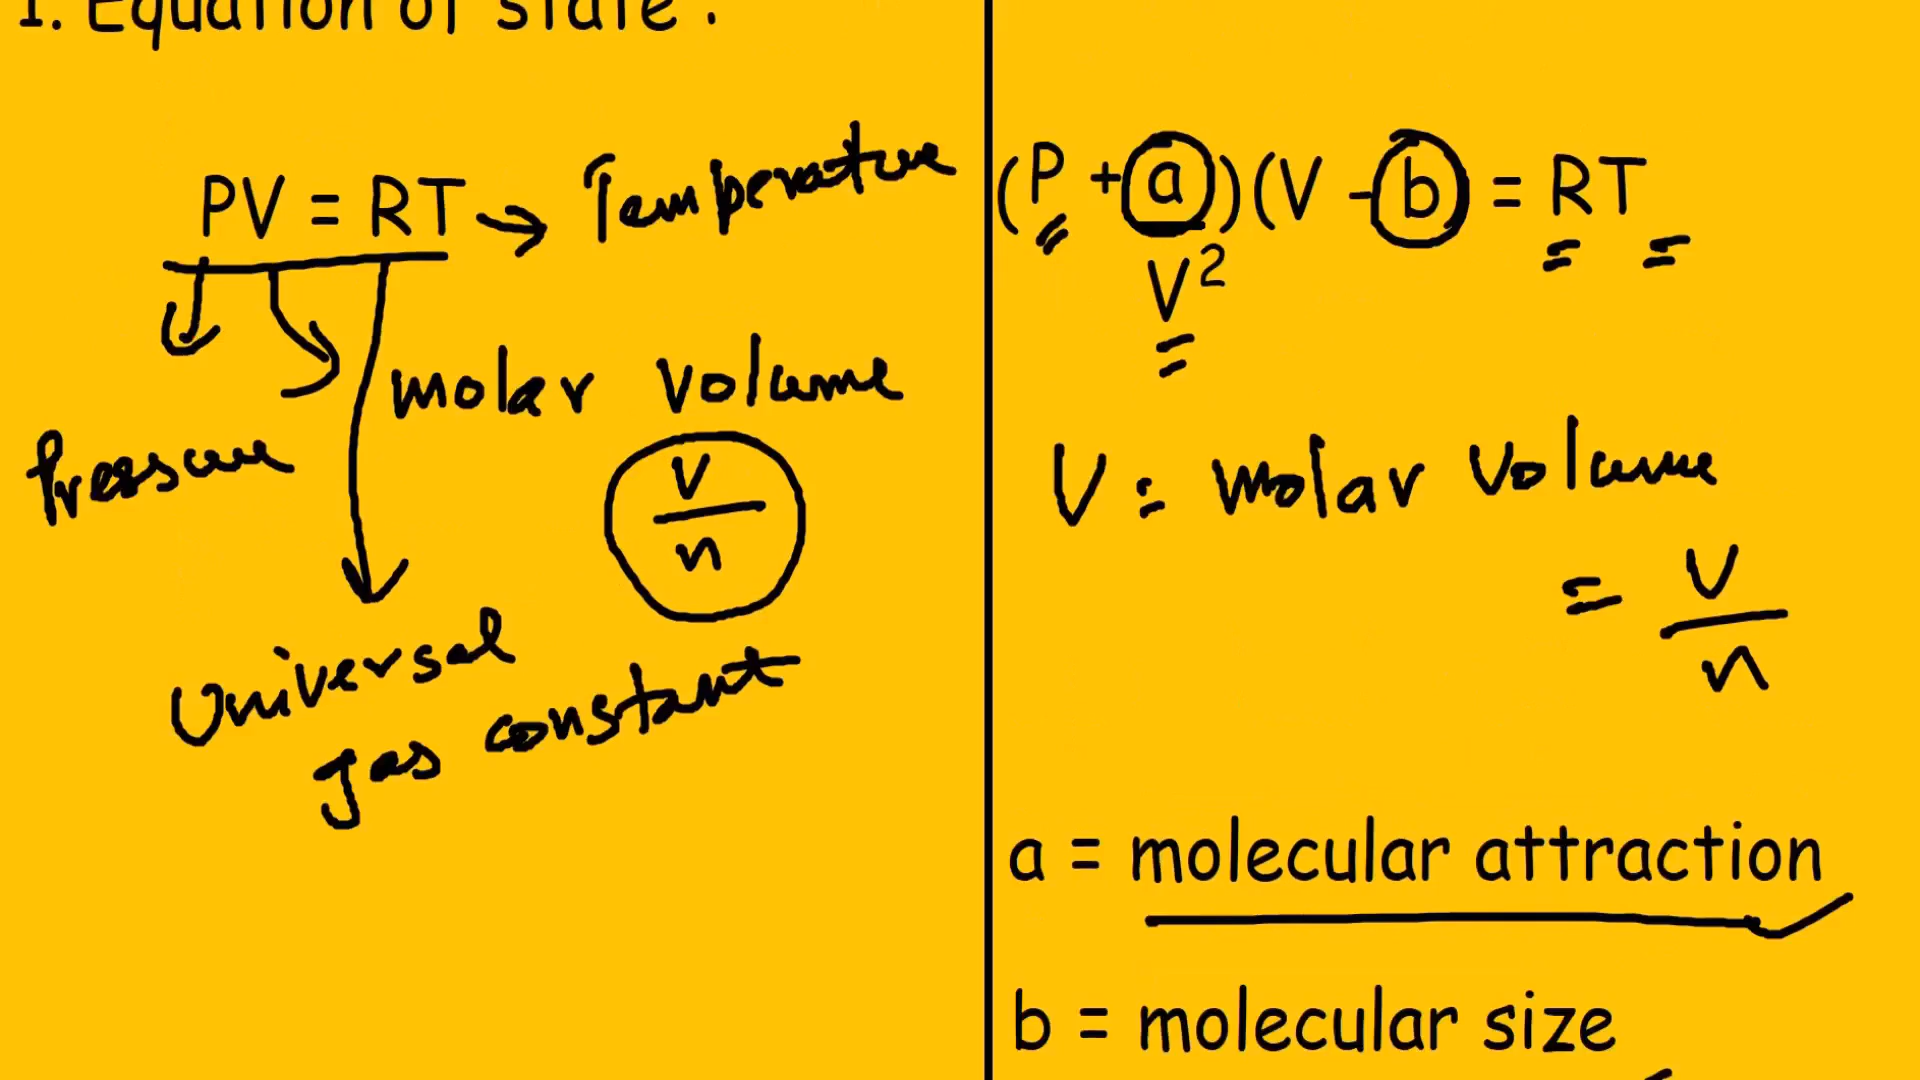 1. Equation of state :
PV = RT → Temperature
Pressure
molar volume
V
n
Universal
gas constant
(P + a)(V - b) = RT
V²
V = molar volume
= V
n
a = molecular attraction
b = molecular size